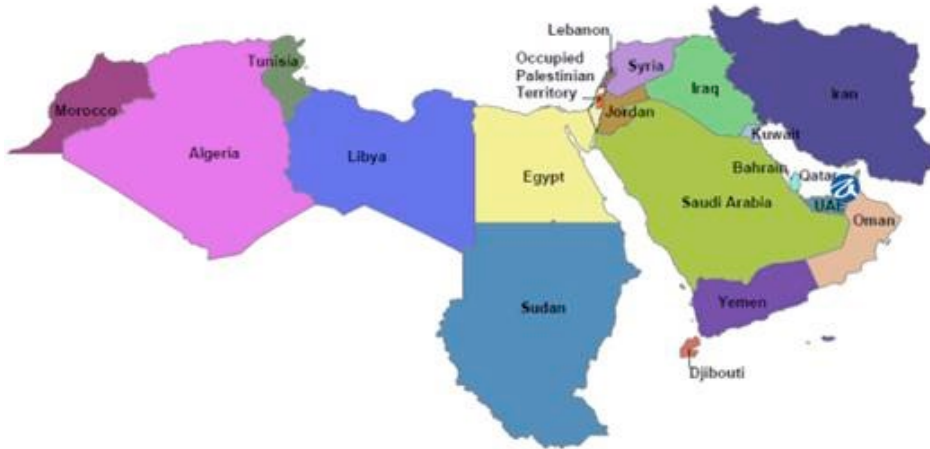 Lebanon
Occupied
Palestinian
Territory
Syria
Iraq
Iran
Tunisia
Morocco
Algeria
Libya
Egypt
Jordan
Kuwait
Bahrain
Qatar
UAE
Saudi Arabia
Oman
Yemen
Sudan
Djibouti